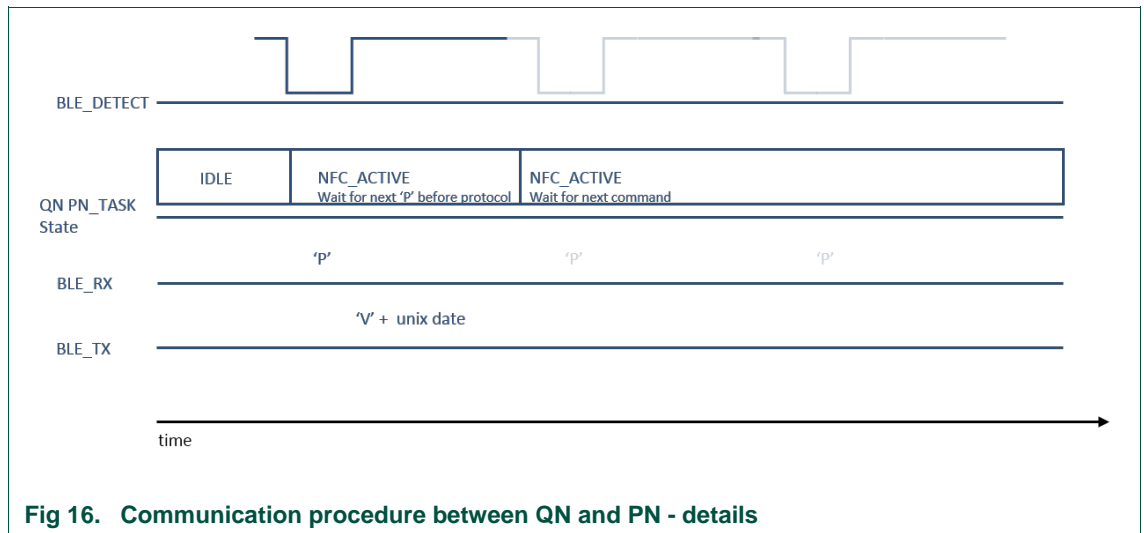 BLE_DETECT
IDLE
NFC_ACTIVE
Wait for next ‘P’ before protocol
NFC_ACTIVE
Wait for next command
QN PN_TASK
State
‘P’ ‘P’ ‘P’
BLE_RX
‘V’ + unix date
BLE_TX
time
Fig 16. Communication procedure between QN and PN - details